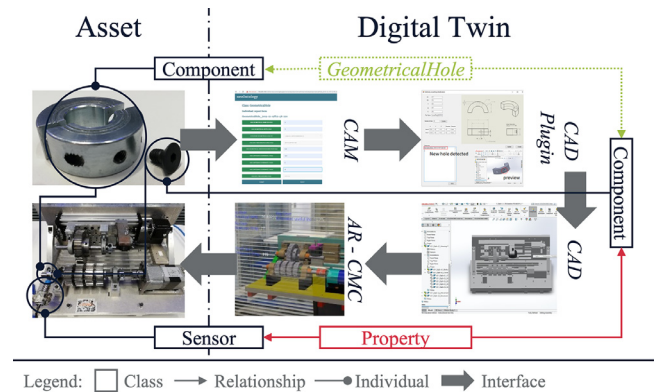 Asset
Digital Twin
Component
GeometricalHole
CAM
New hole detected
preview
CAD
Plugin
Component
AR - CMC
CAD
Sensor
Property
Legend:
Class
Relationship
Individual
Interface